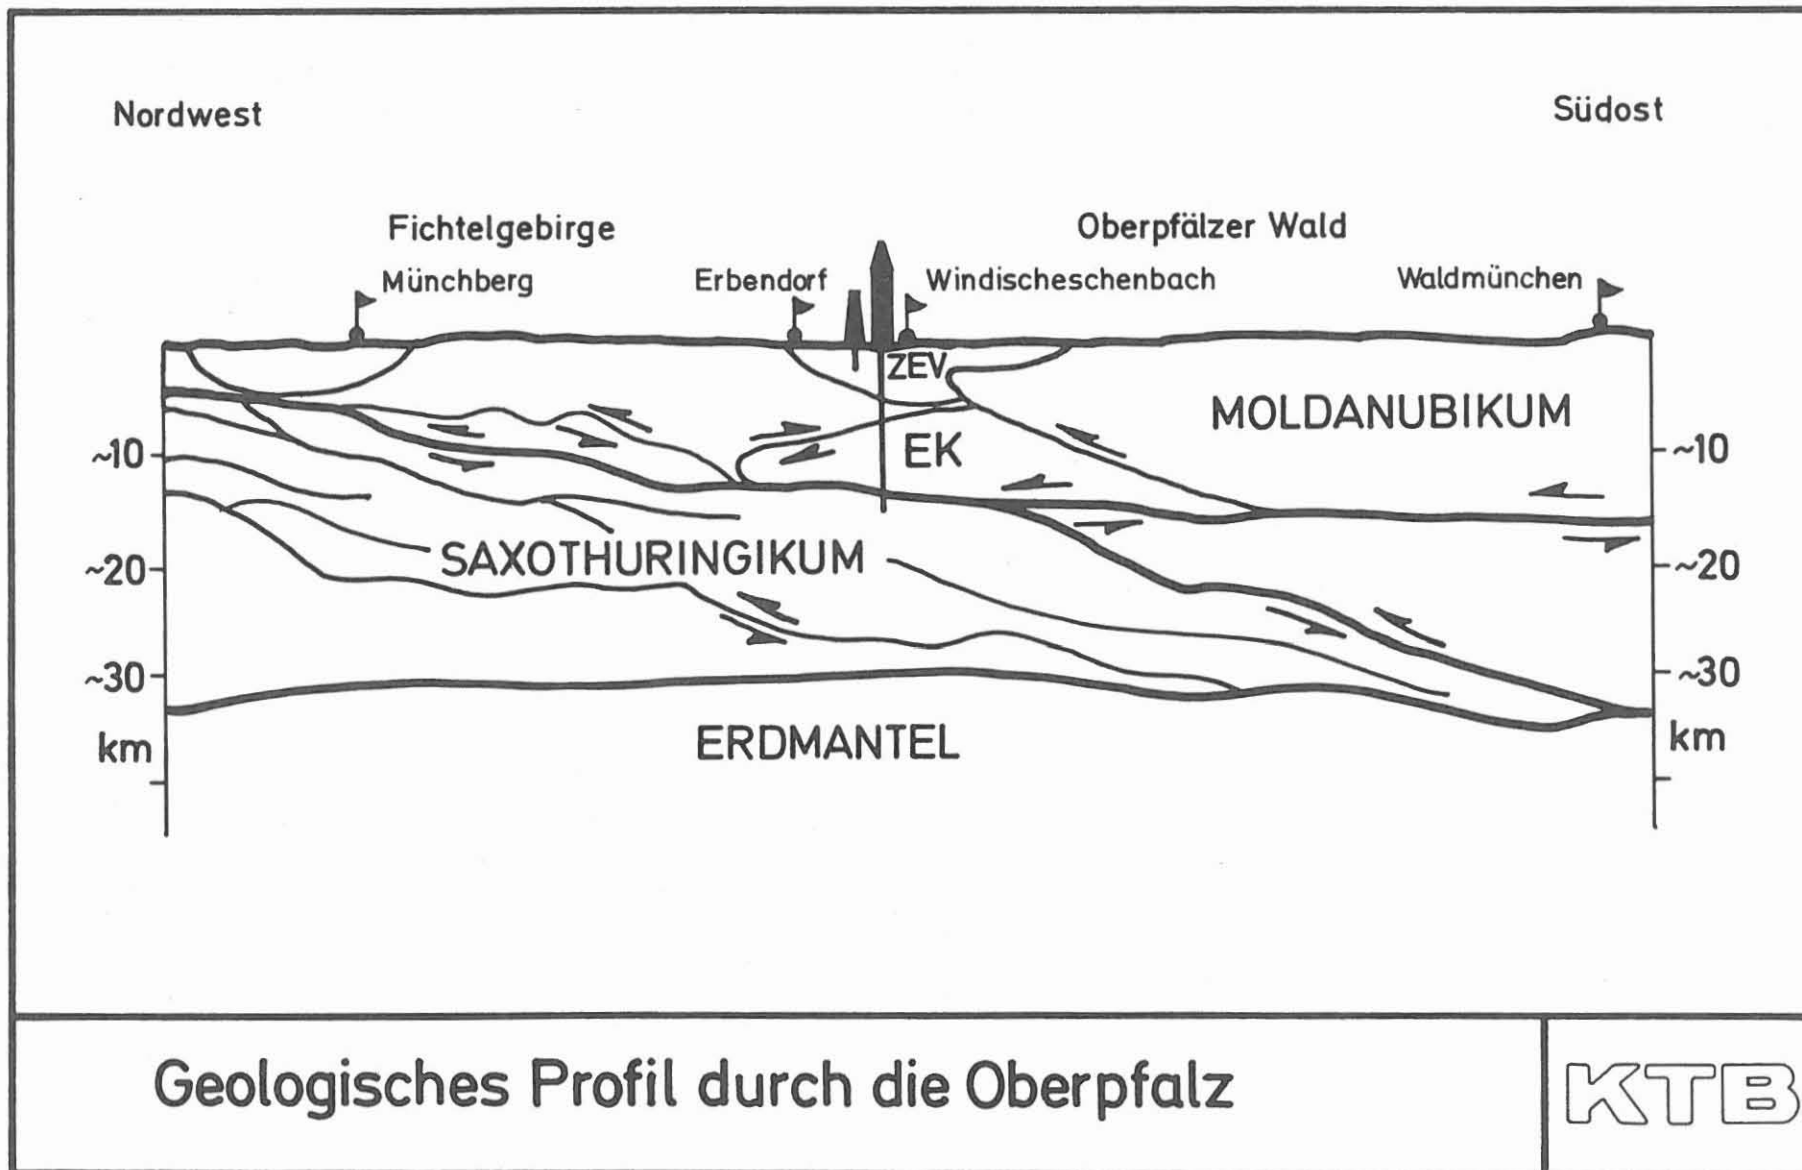 Nordwest
Südost
Fichtelgebirge
Oberpfälzer Wald
Münchberg
Erbendorf
Windischeschenbach
Waldmünchen
ZEV
MOLDANUBIKUM
EK
~10
~10
SAXOTHURINGIKUM
~20
~20
~30
~30
km
ERDMANTEL
km
Geologisches Profil durch die Oberpfalz
KTB